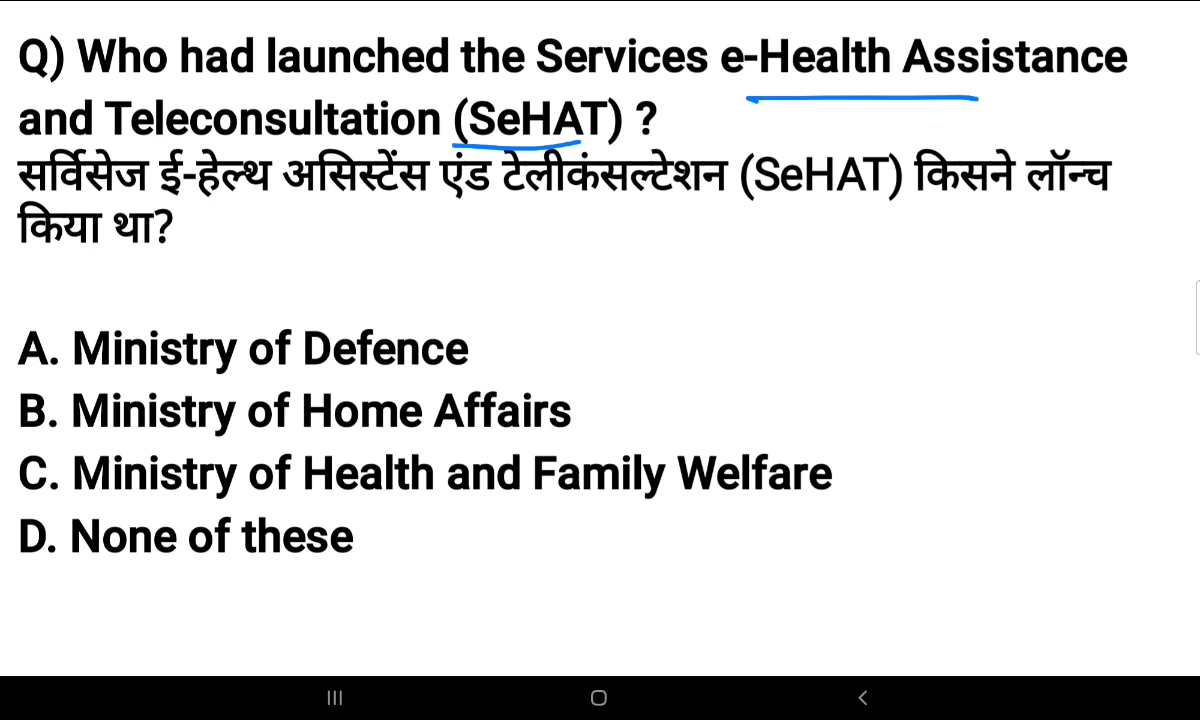 Q) Who had launched the Services e-Health Assistance
and Teleconsultation (SeHAT) ?
सर्विसेज ई-हेल्थ असिस्टेंस एंड टेलीकंसल्टेशन (SeHAT) किसने लॉन्च
किया था?
A. Ministry of Defence
B. Ministry of Home Affairs
C. Ministry of Health and Family Welfare
D. None of these